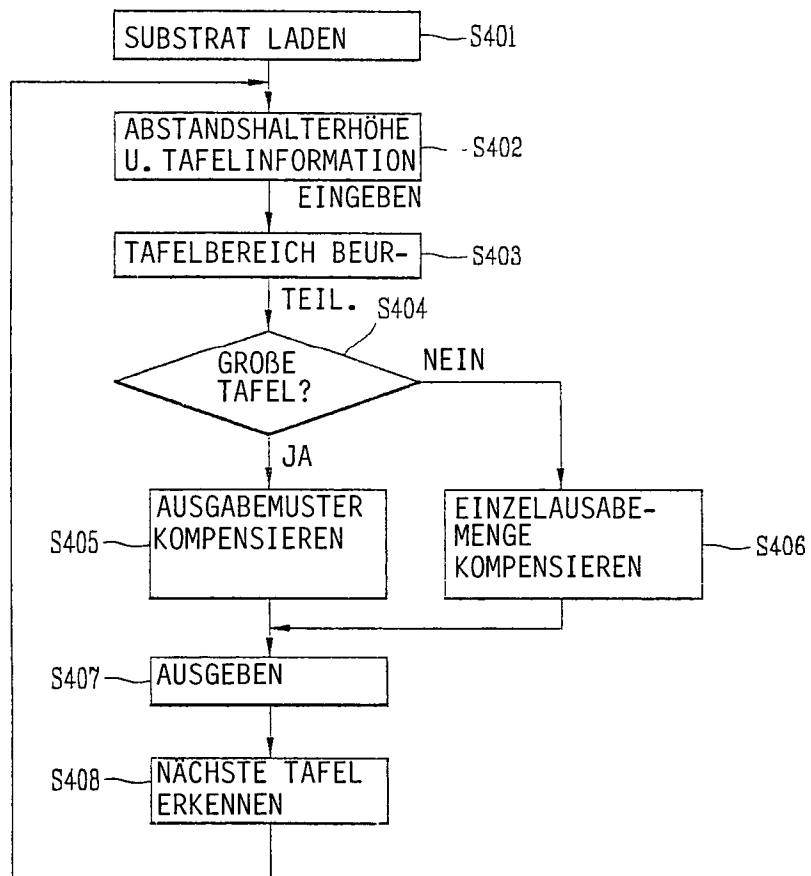 SUBSTRAT LADEN
S401
ABSTANDSHALTERHÖHE
U. TAFELINFORMATION
S402
EINGEBEN
TAFELBEREICH BEUR-
S403
TEIL.
S404
GROßE
TAFEL?
NEIN
JA
AUSGABEMUSTER
KOMPENSIEREN
S405
EINZELAUSABE-
MENGE
KOMPENSIEREN
S406
S407
AUSGEBEN
S408
NÄCHSTE TAFEL
ERKENNEN